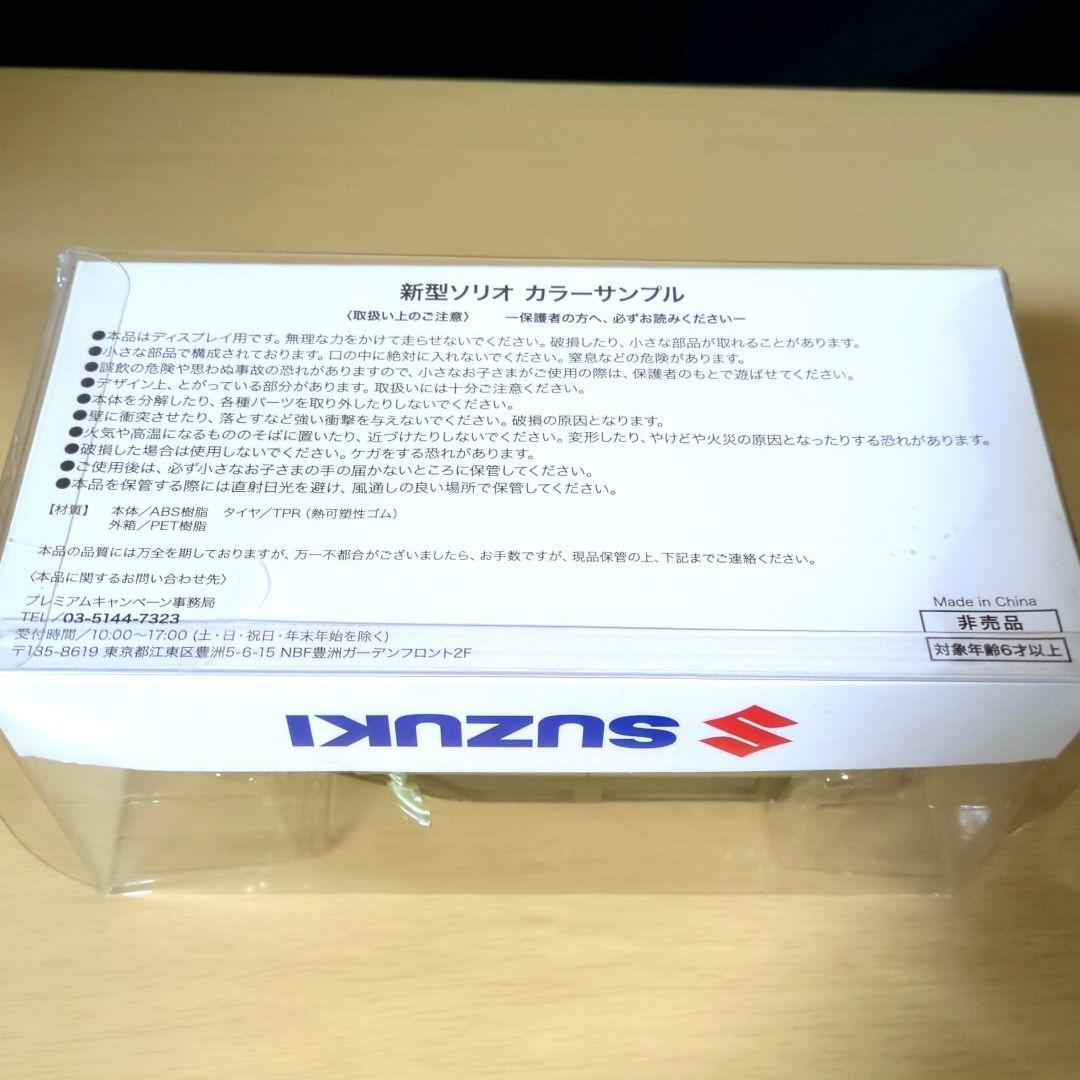 新型ソリオ カラーサンプル
〈取扱い上のご注意〉 ー保護者の方へ、必ずお読みくださいー
●本品はディスプレイ用です。無理な力をかけて走らせないでください。破損したり、小さな部品が取れることがあります。
●小さな部品で構成されております。口の中に絶対に入れないでください。窒息などの危険があります。
●誤飲の危険や思わぬ事故の恐れがありますので、小さなお子さまがご使用の際は、保護者のもとで遊ばせてください。
●デザイン上、とがっている部分があります。取扱いには十分ご注意ください。
●本体を分解したり、各種パーツを取り外したりしないでください。
●壁に衝突させたり、落とすなど強い衝撃を与えないでください。破損の原因となります。
●火気や高温になるもののそばに置いたり、近づけたりしないでください。変形したり、やけどや火災の原因となったりする恐れがあります。
●破損した場合は使用しないでください。ケガをする恐れがあります。
●ご使用後は、必ず小さなお子さまの手の届かないところに保管してください。
●本品を保管する際には直射日光を避け、風通しの良い場所で保管してください。
【材質】 本体／ABS樹脂 タイヤ／TPR（熱可塑性ゴム）
外箱／PET樹脂
本品の品質には万全を期しておりますが、万一不都合がございましたら、お手数ですが、現品保管の上、下記までご連絡ください。
〈本品に関するお問い合わせ先〉
プレミアムキャンペーン事務局
TEL／03-5144-7323
受付時間／10:00〜17:00 (土・日・祝日・年末年始を除く)
〒135-8619 東京都江東区豊洲5-6-15 NBF豊洲ガーデンフロント2F
Made in China
非売品
対象年齢6才以上
SUZUKI